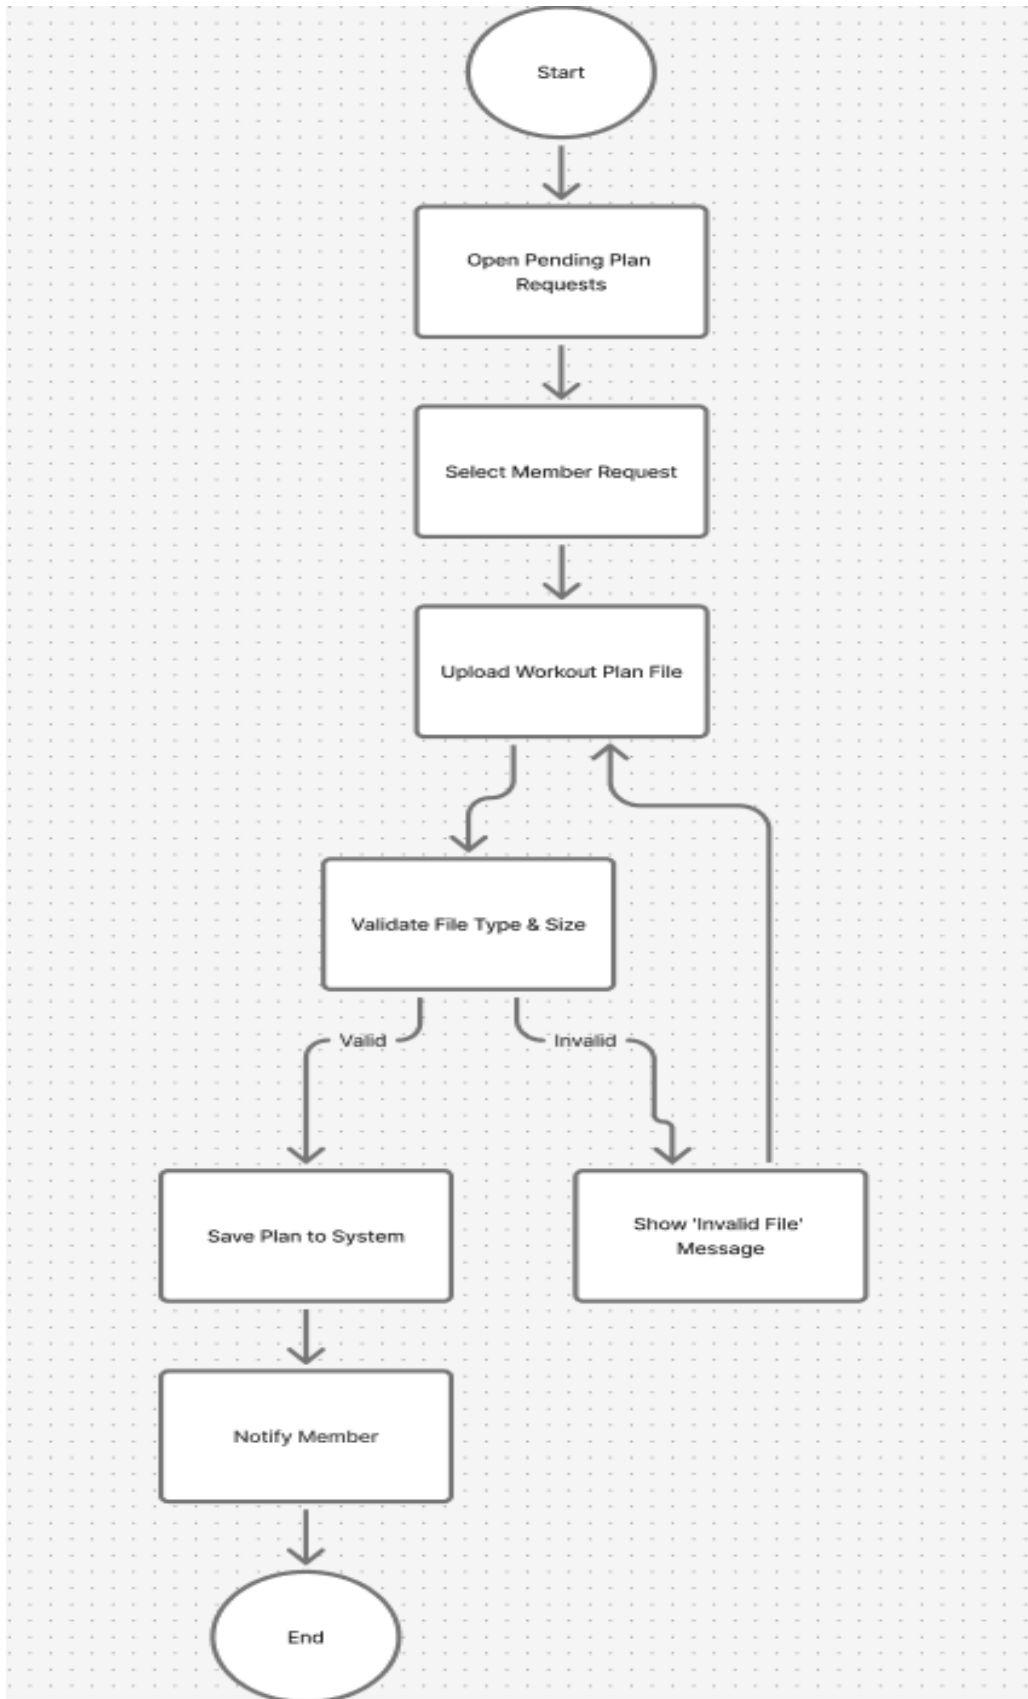 Start
Open Pending Plan
Requests
Select Member Request
Upload Workout Plan File
Validate File Type & Size
Valid
Invalid
Save Plan to System
Show 'Invalid File'
Message
Notify Member
End